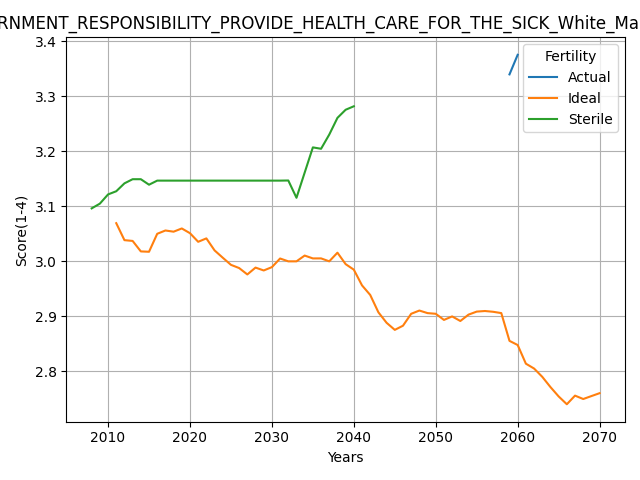 RNMENT_RESPONSIBILITY_PROVIDE_HEALTH_CARE_FOR_THE_SICK_White_Ma
3.4
3.3
3.2
3.1
3.0
2.9
2.8
Score(1-4)
Fertility
Actual
Ideal
Sterile
2010 2020 2030 2040 2050 2060 2070
Years